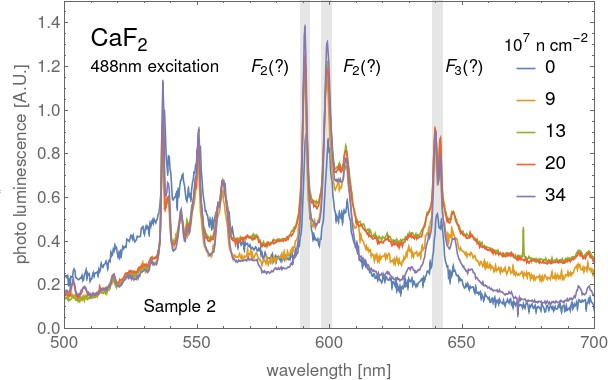 CaF₂
488nm excitation
F₂(?)
F₂(?)
F₃(?)
10⁷ n cm⁻²
0
9
13
20
34
Sample 2
photo luminescence [A.U.]
1.4
1.2
1.0
0.8
0.6
0.4
0.2
0.0
500
550
600
650
700
wavelength [nm]